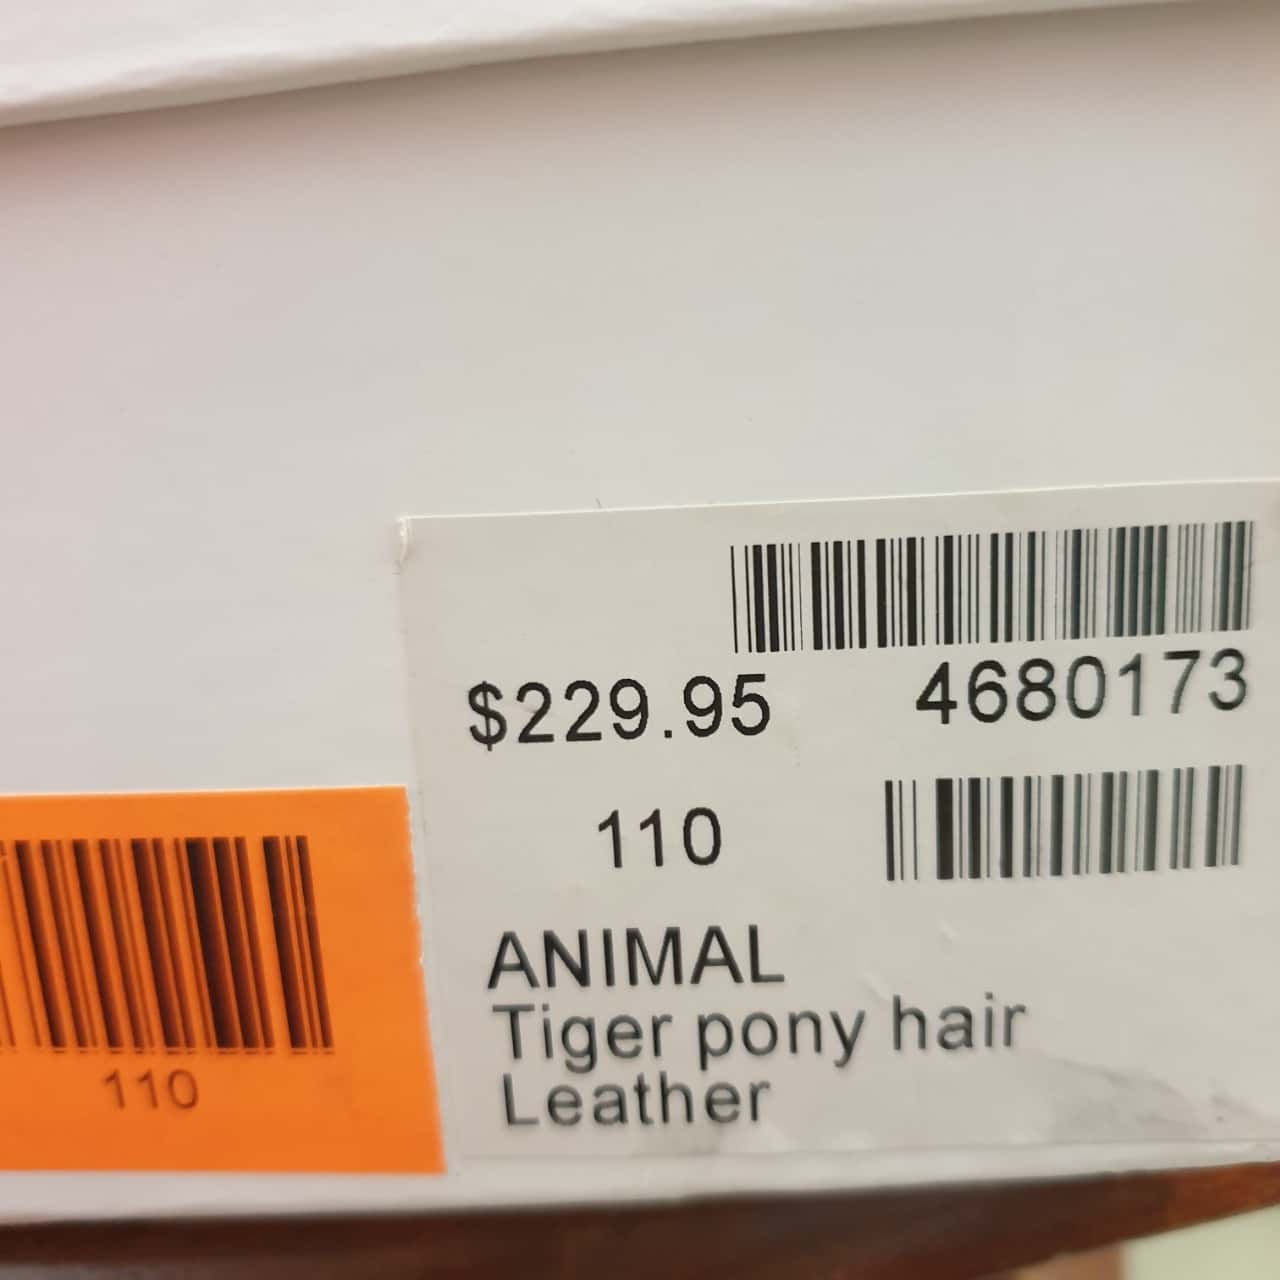 $229.95 4680173
110
ANIMAL
Tiger pony hair
Leather
110